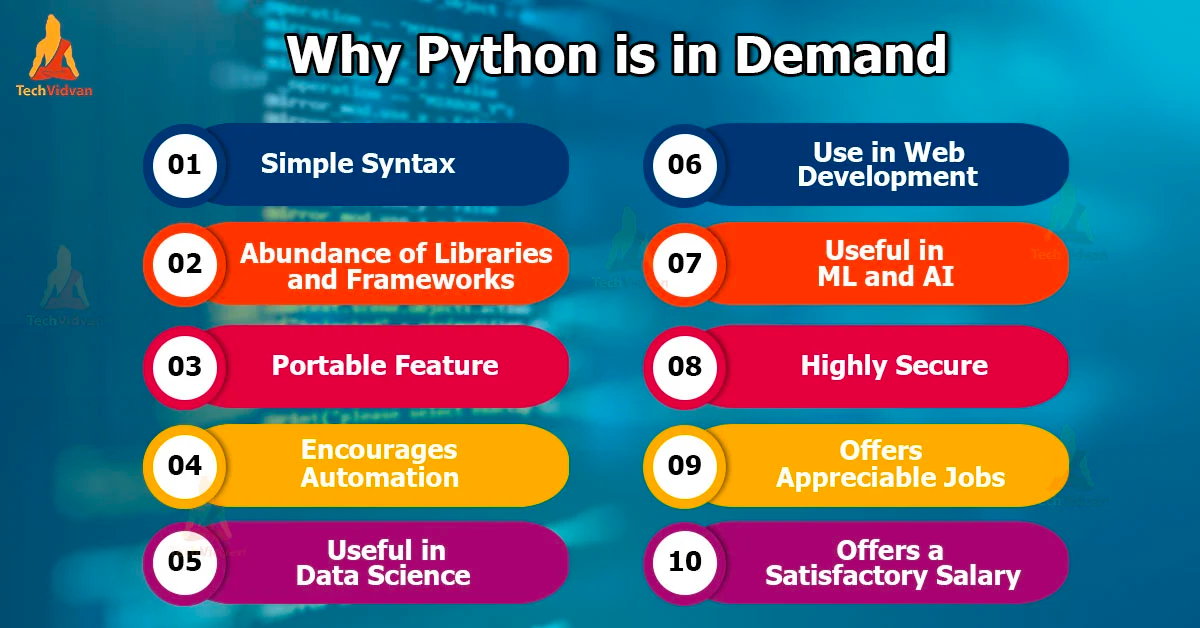 TechVidvan
Why Python is in Demand
01
Simple Syntax
02
Abundance of Libraries
and Frameworks
03
Portable Feature
04
Encourages
Automation
05
Useful in
Data Science
06
Use in Web
Development
07
Useful in
ML and AI
08
Highly Secure
09
Offers
Appreciable Jobs
10
Offers a
Satisfactory Salary
TechVidvan